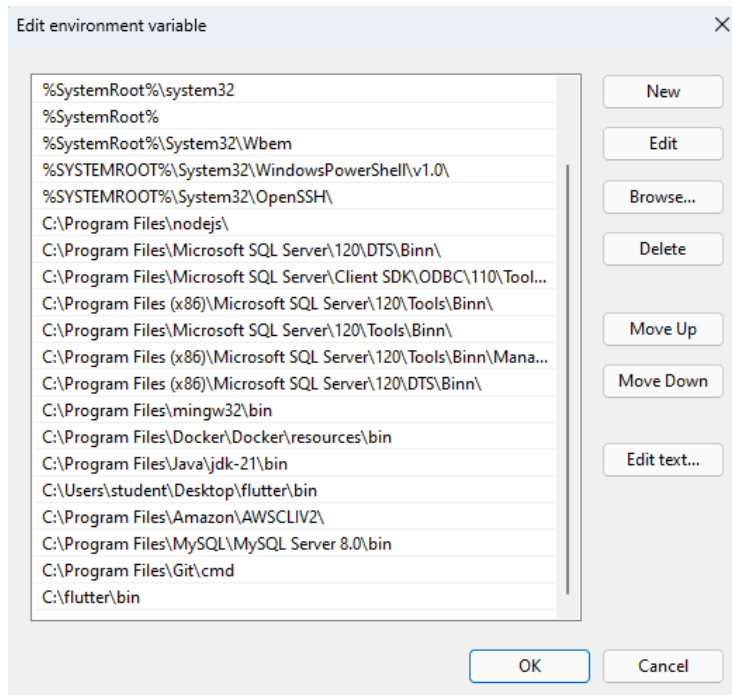 Edit environment variable
%SystemRoot%\system32
%SystemRoot%
%SystemRoot%\System32\Wbem
%SYSTEMROOT%\System32\WindowsPowerShell\v1.0\
%SYSTEMROOT%\System32\OpenSSH\
C:\Program Files\nodejs\
C:\Program Files\Microsoft SQL Server\120\DTS\Binn\
C:\Program Files\Microsoft SQL Server\Client SDK\ODBC\110\Tool...
C:\Program Files (x86)\Microsoft SQL Server\120\Tools\Binn\
C:\Program Files\Microsoft SQL Server\120\Tools\Binn\
C:\Program Files (x86)\Microsoft SQL Server\120\Tools\Binn\Mana...
C:\Program Files (x86)\Microsoft SQL Server\120\DTS\Binn\
C:\Program Files\mingw32\bin
C:\Program Files\Docker\Docker\resources\bin
C:\Program Files\Java\jdk-21\bin
C:\Users\student\Desktop\flutter\bin
C:\Program Files\Amazon\AWSCLIV2\
C:\Program Files\MySQL\MySQL Server 8.0\bin
C:\Program Files\Git\cmd
C:\flutter\bin
New
Edit
Browse...
Delete
Move Up
Move Down
Edit text...
OK
Cancel